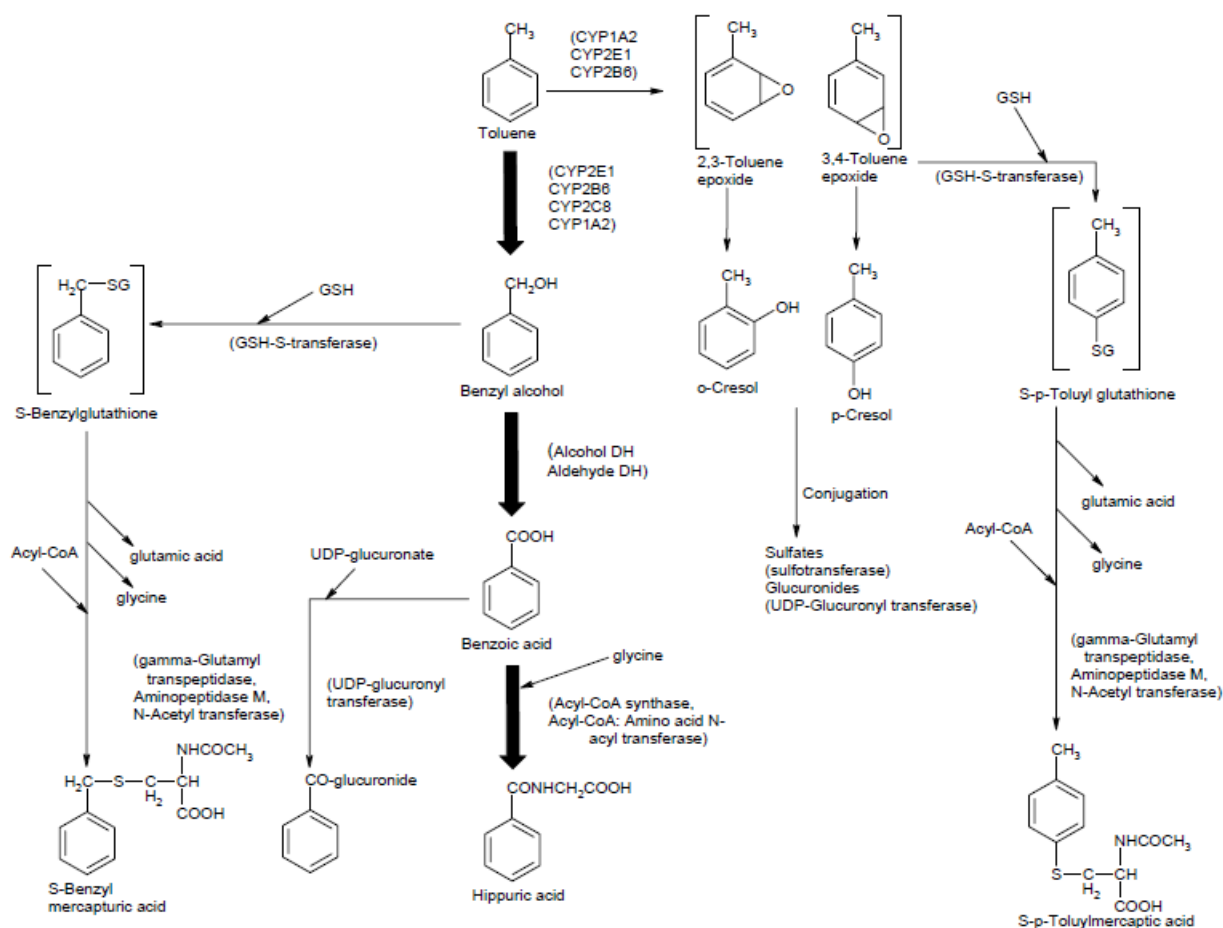 CH3
Toluene
(CYP1A2
CYP2E1
CYP2B6)
CH3
O
2,3-Toluene
epoxide
CH3
O
3,4-Toluene
epoxide
GSH
(GSH-S-transferase)
(CYP2E1
CYP2B6
CYP2C8
CYP1A2)
CH3
SG
S-p-Toluyl glutathione
H2C—SG
S-Benzylglutathione
GSH
(GSH-S-transferase)
CH2OH
Benzyl alcohol
CH3
OH
o-Cresol
CH3
OH
p-Cresol
(Alcohol DH
Aldehyde DH)
Conjugation
Sulfates
(sulfotransferase)
Glucuronides
(UDP-Glucuronyl transferase)
glutamic acid
Acyl-CoA
glycine
(gamma-Glutamyl
transpeptidase,
Aminopeptidase M,
N-Acetyl transferase)
Acyl-CoA
glutamic acid
glycine
(gamma-Glutamyl
transpeptidase,
Aminopeptidase M,
N-Acetyl transferase)
UDP-glucuronate
(UDP-glucuronyl
transferase)
COOH
Benzoic acid
glycine
(Acyl-CoA synthase,
Acyl-CoA: Amino acid N-
acyl transferase)
NHCOCH3
H2C—S—C—CH
H2
COOH
S-Benzyl
mercapturic acid
CO-glucuronide
CONHCH2COOH
Hippuric acid
CH3
NHCOCH3
S
C
H2
COOH
S-p-Toluylmercaptic acid